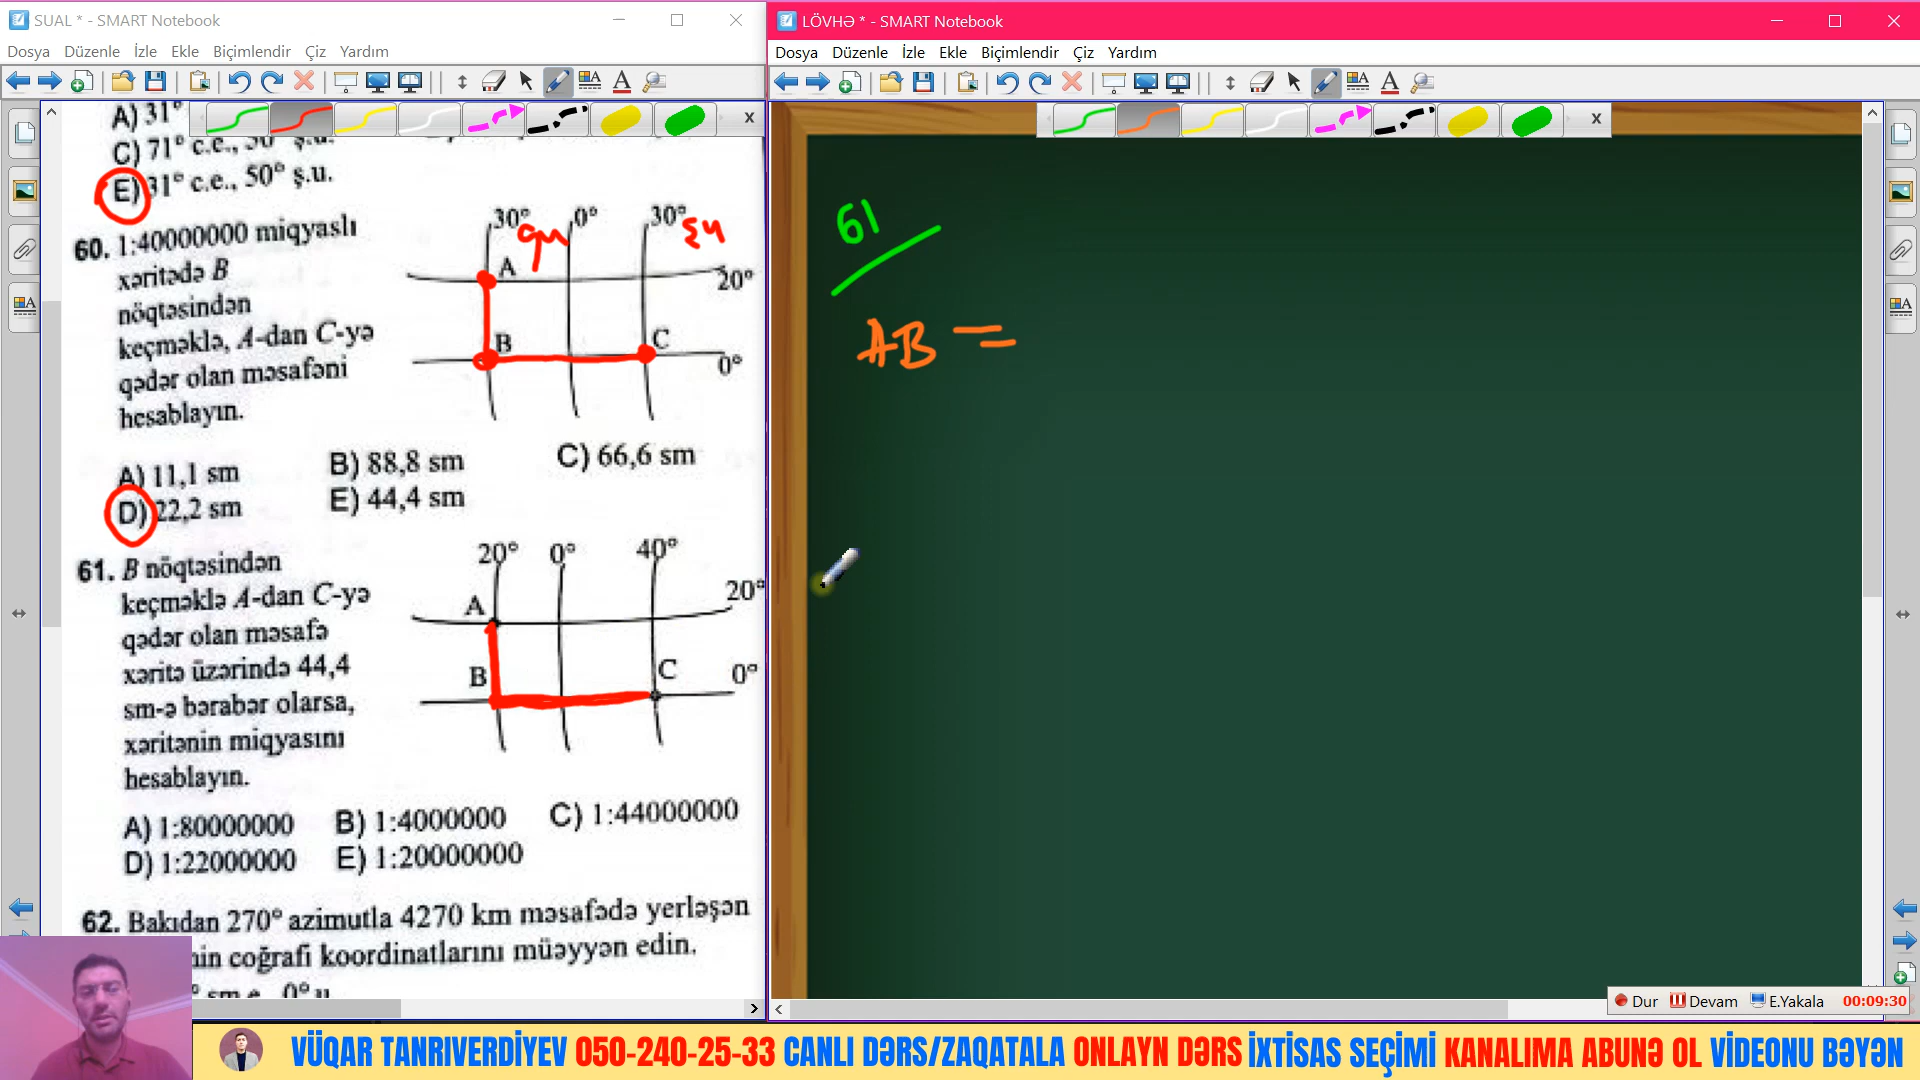 SUAL * - SMART Notebook
Dosya Düzenle İzle Ekle Biçimlendir Çiz Yardım
A) 31°
C) 71° c.e., 50° ş.u.
E) 31° c.e., 50° ş.u.
60. 1:40000000 miqyaslı
xəritədə B
nöqtəsindən
keçməklə, A-dan C-yə
qədər olan məsafəni
hesablayın.
30° qu 0° 30° şu
A
20°
B
C
0°
A) 11,1 sm B) 88,8 sm C) 66,6 sm
D) 22,2 sm E) 44,4 sm
61. B nöqtəsindən
keçməklə A-dan C-yə
qədər olan məsafə
xəritə üzərində 44,4
sm-ə bərabər olarsa,
xəritənin miqyasını
hesablayın.
20° 0° 40°
A
20°
B
C
0°
A) 1:80000000 B) 1:4000000 C) 1:44000000
D) 1:22000000 E) 1:20000000
62. Bakıdan 270° azimutla 4270 km məsafədə yerləşən
nin coğrafi koordinatlarını müəyyən edin.
LÖVHƏ * - SMART Notebook
Dosya Düzenle İzle Ekle Biçimlendir Çiz Yardım
61
AB =
Dur Devam E.Yakala 00:09:30
VÜQAR TANRIVERDİYEV 050-240-25-33 CANLI DƏRS/ZAQATALA ONLAYN DƏRS İXTİSAS SEÇİMİ KANALIMA ABUNƏ OL VİDEONU BƏYƏN